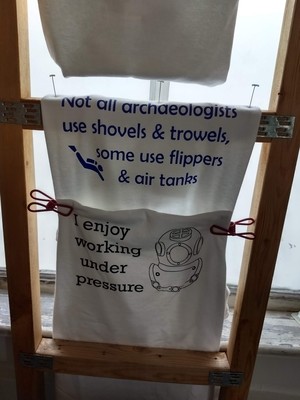 Not all archaeologists
use shovels & trowels,
some use flippers
& air tanks
I enjoy
working
under
pressure